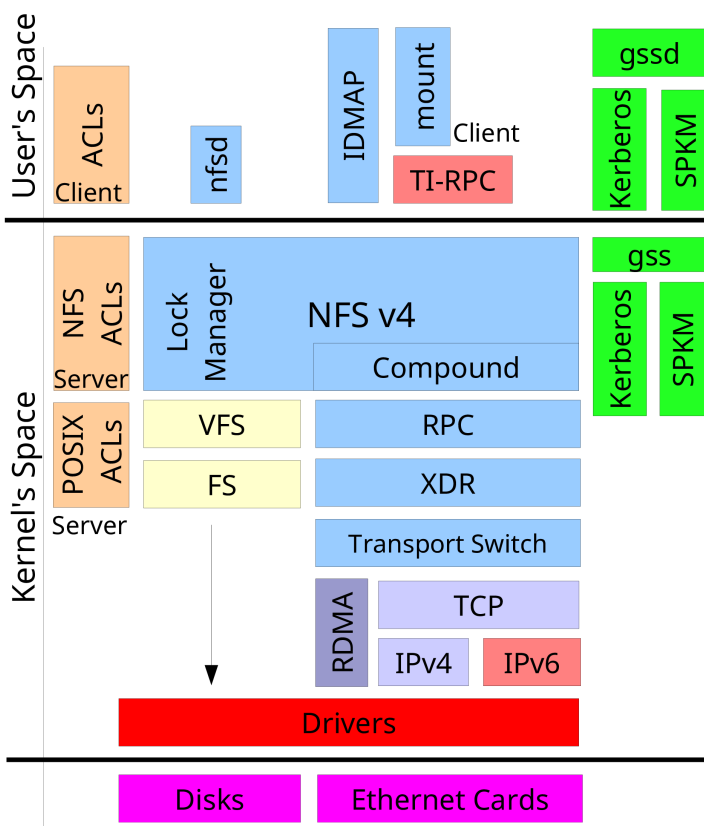 User's Space
ACLs
Client
nfsd
IDMAP
mount
Client
TI-RPC
gssd
Kerberos
SPKM
Kernel's Space
NFS
ACLs
Server
Lock
Manager
NFS v4
Compound
gss
Kerberos
SPKM
POSIX
ACLs
Server
VFS
RPC
FS
XDR
Transport Switch
RDMA
TCP
IPv4
IPv6
Drivers
Disks
Ethernet Cards